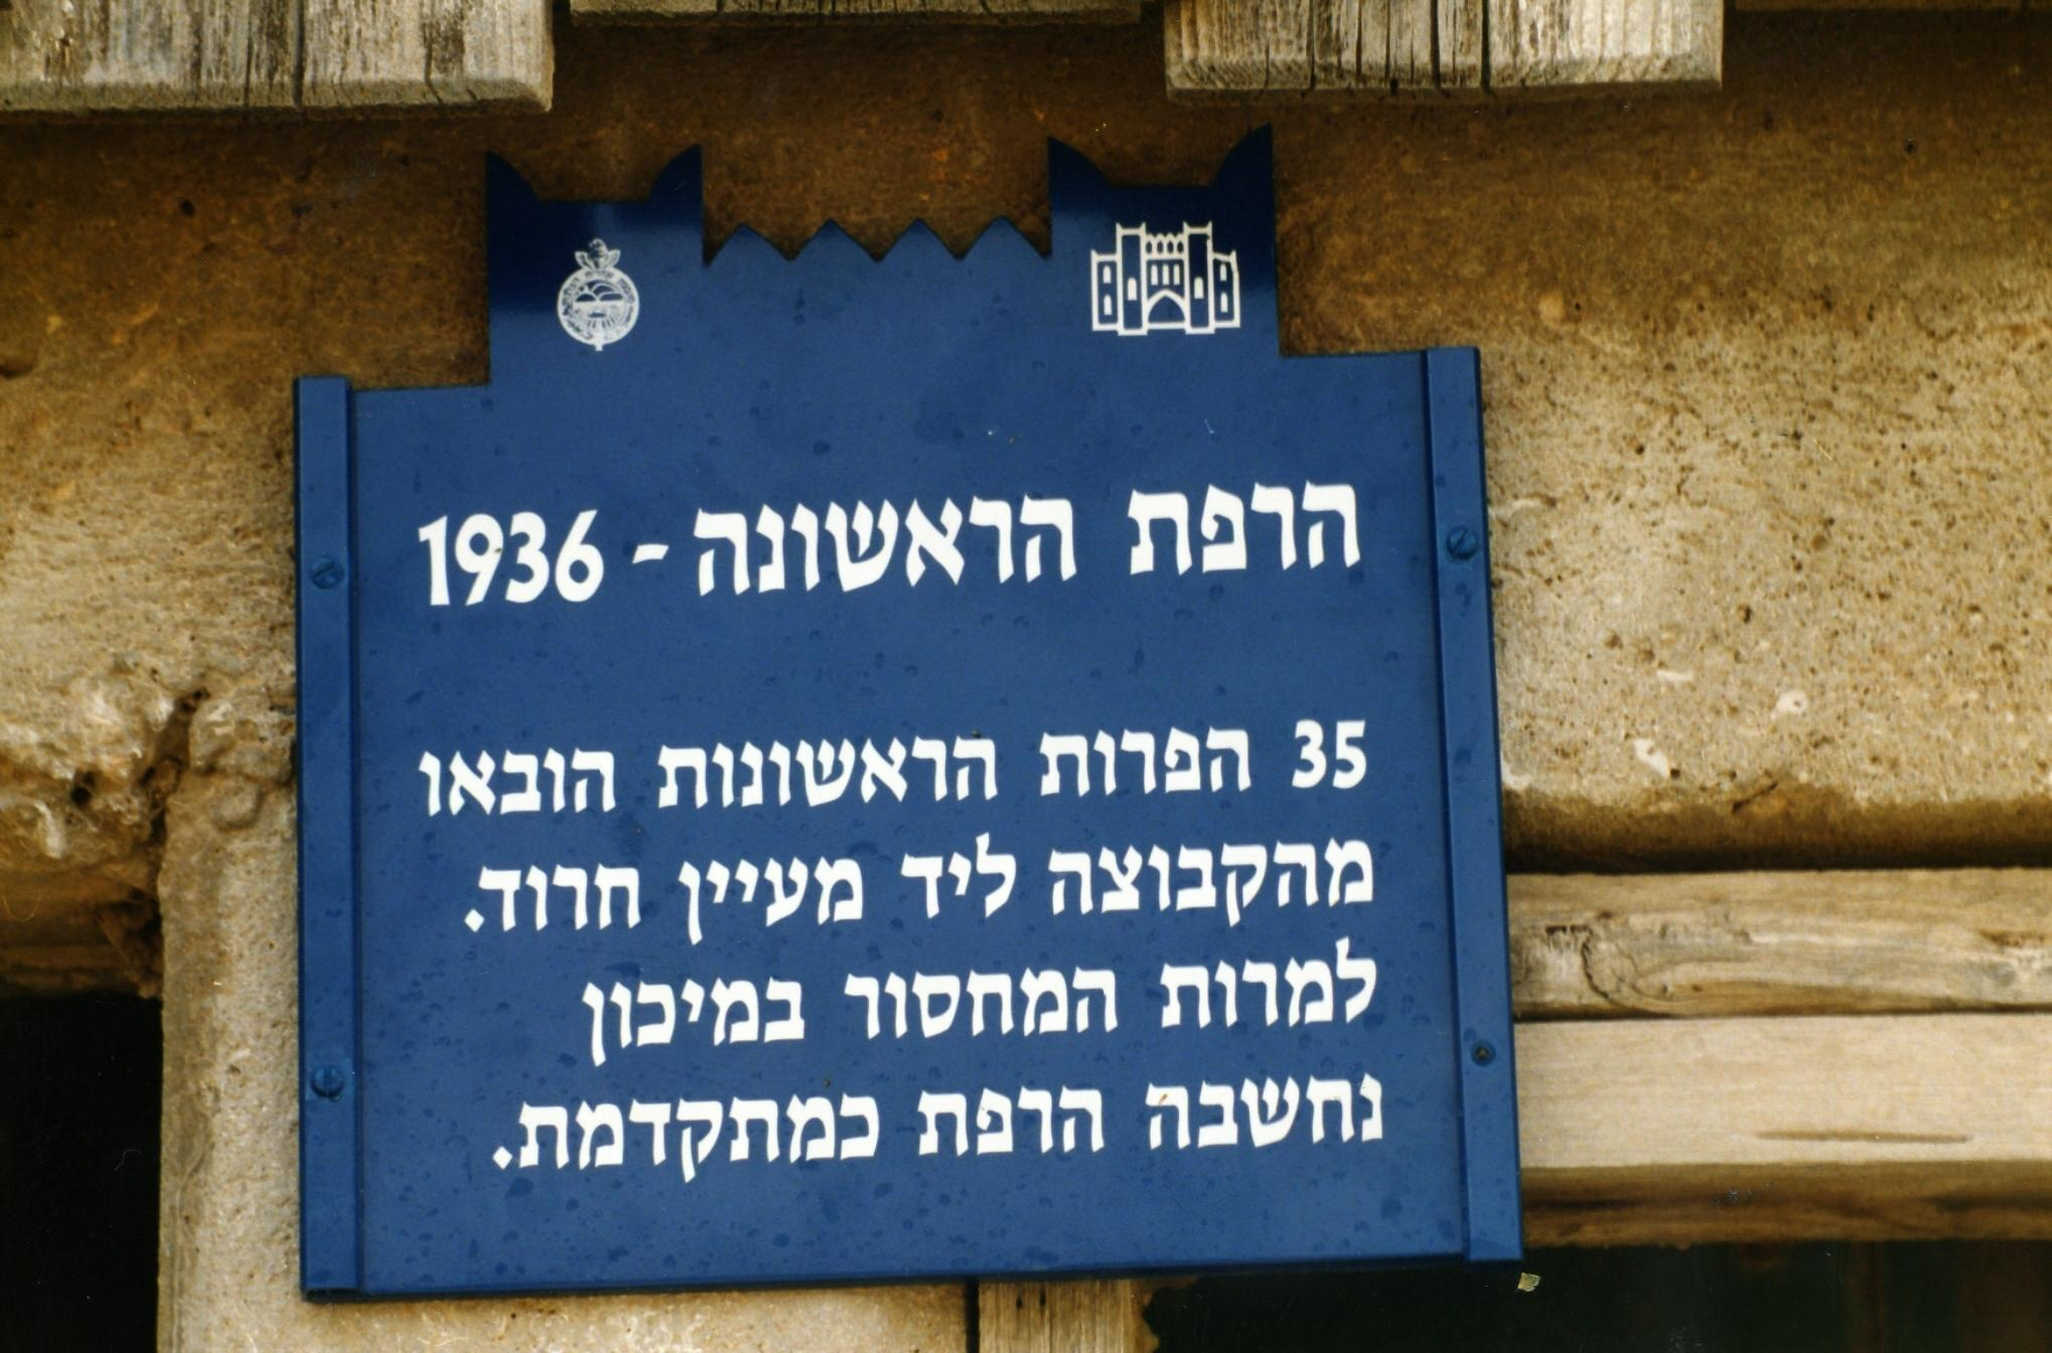 הרפת הראשונה - 1936
35 הפרות הראשונות הובאו
מהקבוצה ליד מעיין חרוד.
למרות המחסור במיכון
נחשבה הרפת כמתקדמת.